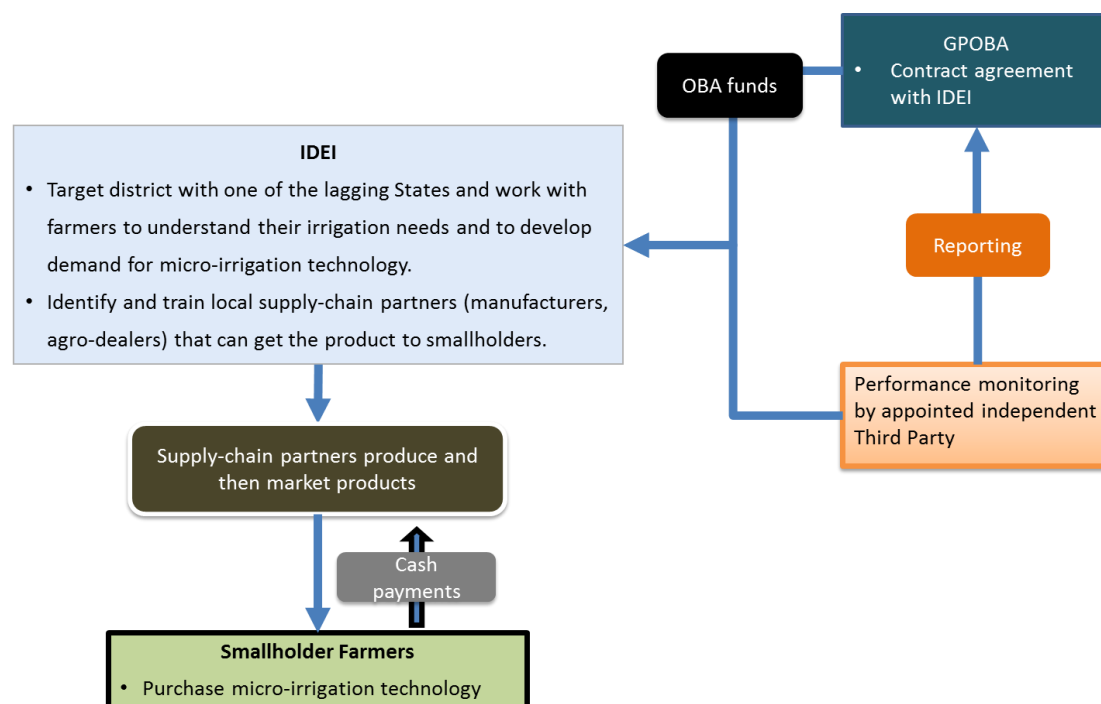 GPOBA
• Contract agreement
with IDEI
OBA funds
IDEI
• Target district with one of the lagging States and work with
farmers to understand their irrigation needs and to develop
demand for micro-irrigation technology.
• Identify and train local supply-chain partners (manufacturers,
agro-dealers) that can get the product to smallholders.
Reporting
Performance monitoring
by appointed independent
Third Party
Supply-chain partners produce and
then market products
Cash
payments
Smallholder Farmers
• Purchase micro-irrigation technology